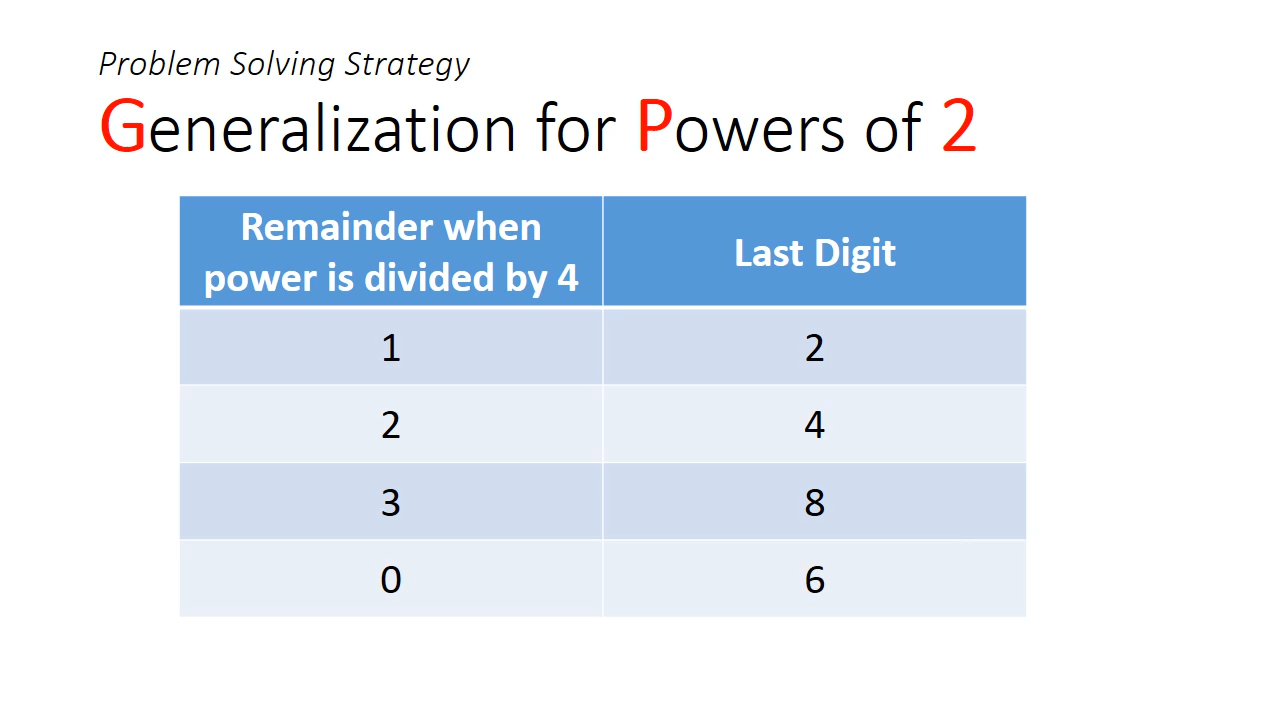 Problem Solving Strategy
Generalization for Powers of 2
Remainder when
power is divided by 4
Last Digit
1
2
2
4
3
8
0
6